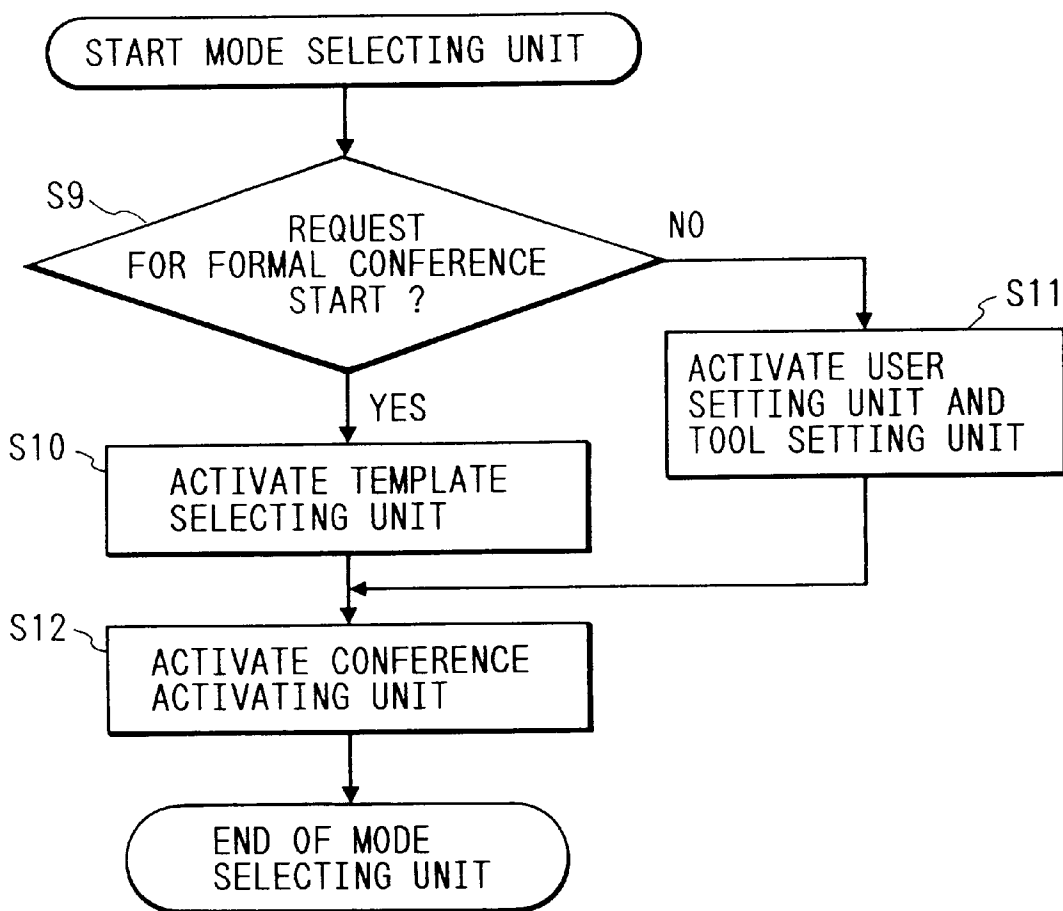 START MODE SELECTING UNIT
S9
REQUEST
FOR FORMAL CONFERENCE
START ?
NO
YES
S11
ACTIVATE USER
SETTING UNIT AND
TOOL SETTING UNIT
S10
ACTIVATE TEMPLATE
SELECTING UNIT
S12
ACTIVATE CONFERENCE
ACTIVATING UNIT
END OF MODE
SELECTING UNIT